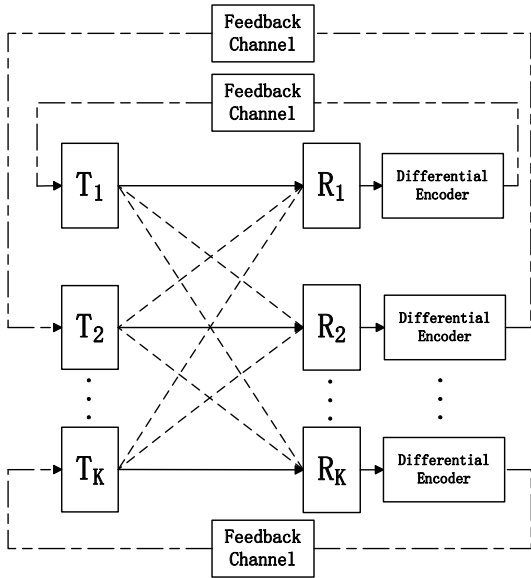 Feedback
Channel
Feedback
Channel
T1
R1
Differential
Encoder
T2
R2
Differential
Encoder
TK
RK
Differential
Encoder
Feedback
Channel